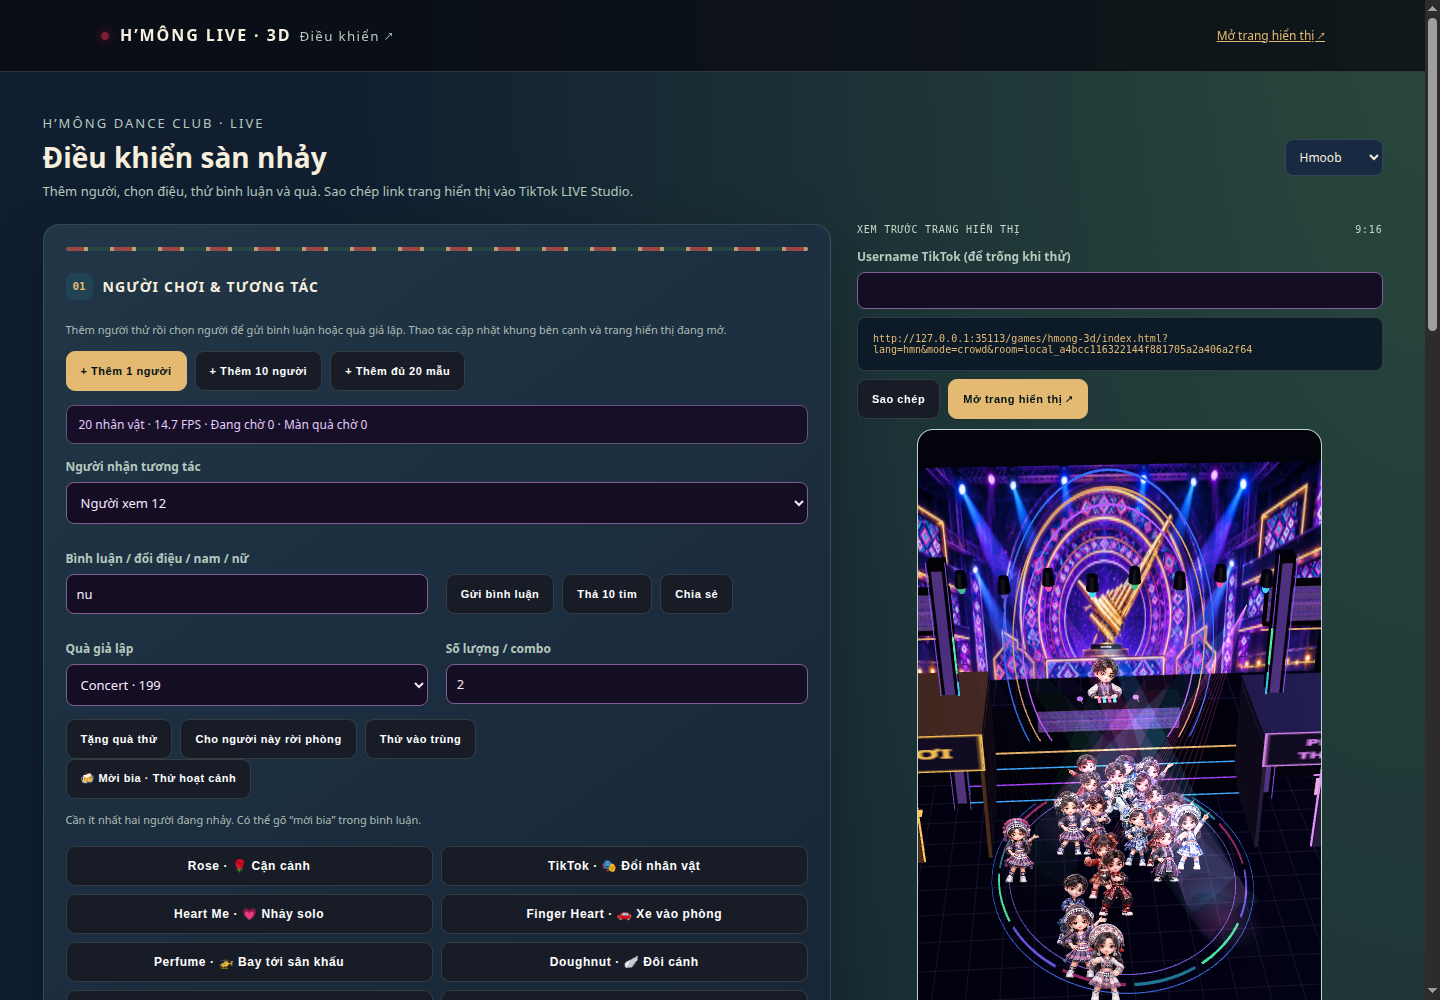 H’MÔNG LIVE · 3D Điều khiển ↗
Mở trang hiển thị ↗
H’MÔNG DANCE CLUB · LIVE
Điều khiển sàn nhảy
Thêm người, chọn điệu, thử bình luận và quà. Sao chép link trang hiển thị vào TikTok LIVE Studio.
Hmoob
01 NGƯỜI CHƠI & TƯƠNG TÁC
Thêm người thử rồi chọn người để gửi bình luận hoặc quà giả lập. Thao tác cập nhật khung bên cạnh và trang hiển thị đang mở.
+ Thêm 1 người
+ Thêm 10 người
+ Thêm đủ 20 mẫu
20 nhân vật · 14.7 FPS · Đang chờ 0 · Màn quà chờ 0
Người nhận tương tác
Người xem 12
Bình luận / đổi điệu / nam / nữ
nu
Gửi bình luận
Thả 10 tim
Chia sẻ
Quà giả lập
Số lượng / combo
Concert · 199
2
Tặng quà thử
Cho người này rời phòng
Thử vào trùng
🍻 Mời bia · Thử hoạt cảnh
Cần ít nhất hai người đang nhảy. Có thể gõ “mời bia” trong bình luận.
Rose · 🌹 Cận cảnh
TikTok · 🎭 Đổi nhân vật
Heart Me · 💗 Nhảy solo
Finger Heart · 🚗 Xe vào phòng
Perfume · 🚁 Bay tới sân khấu
Doughnut · 🪽 Đôi cánh
XEM TRƯỚC TRANG HIỂN THỊ
9:16
Username TikTok (để trống khi thử)
http://127.0.0.1:35113/games/hmong-3d/index.html?
lang=hmn&mode=crowd&room=local_a4bcc116322144f881705a2a406a2f64
Sao chép
Mở trang hiển thị ↗